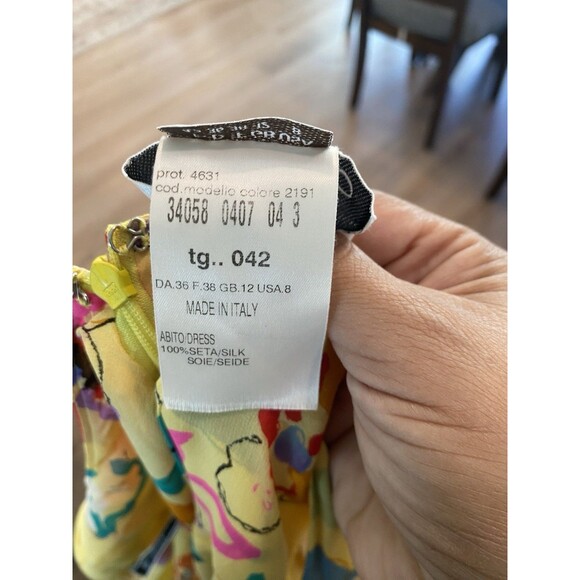 prot. 4631
cod.modello colore 2191
34058 0407 04 3
tg.. 042
DA.36 F.38 GB.12 USA.8
MADE IN ITALY
ABITO/DRESS
100%SETA/SILK
SOIE/SEIDE